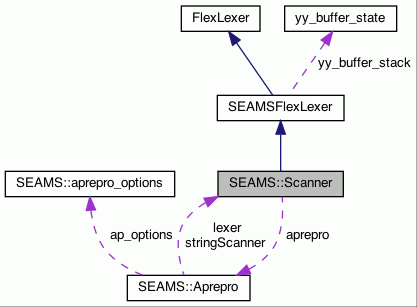 FlexLexer
yy_buffer_state
yy_buffer_stack
SEAMSFlexLexer
SEAMS::aprepro_options
SEAMS::Scanner
ap_options
lexer
stringScanner
aprepro
SEAMS::Aprepro